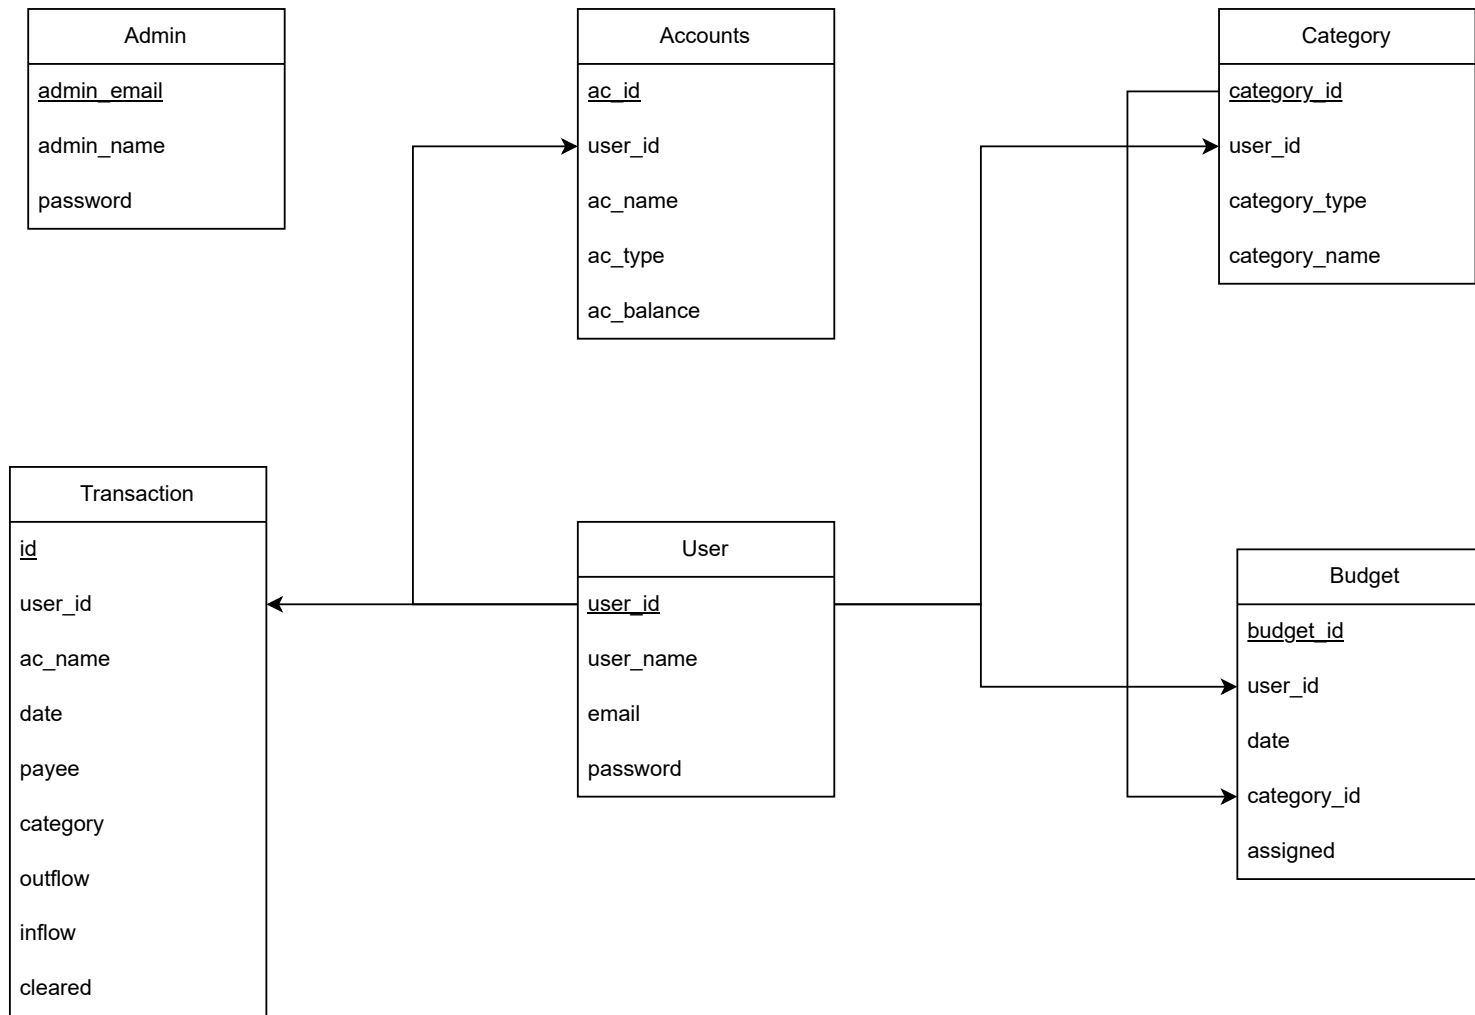 Admin
admin_email
admin_name
password
Accounts
ac_id
user_id
ac_name
ac_type
ac_balance
Category
category_id
user_id
category_type
category_name
Transaction
id
user_id
ac_name
date
payee
category
outflow
inflow
cleared
User
user_id
user_name
email
password
Budget
budget_id
user_id
date
category_id
assigned